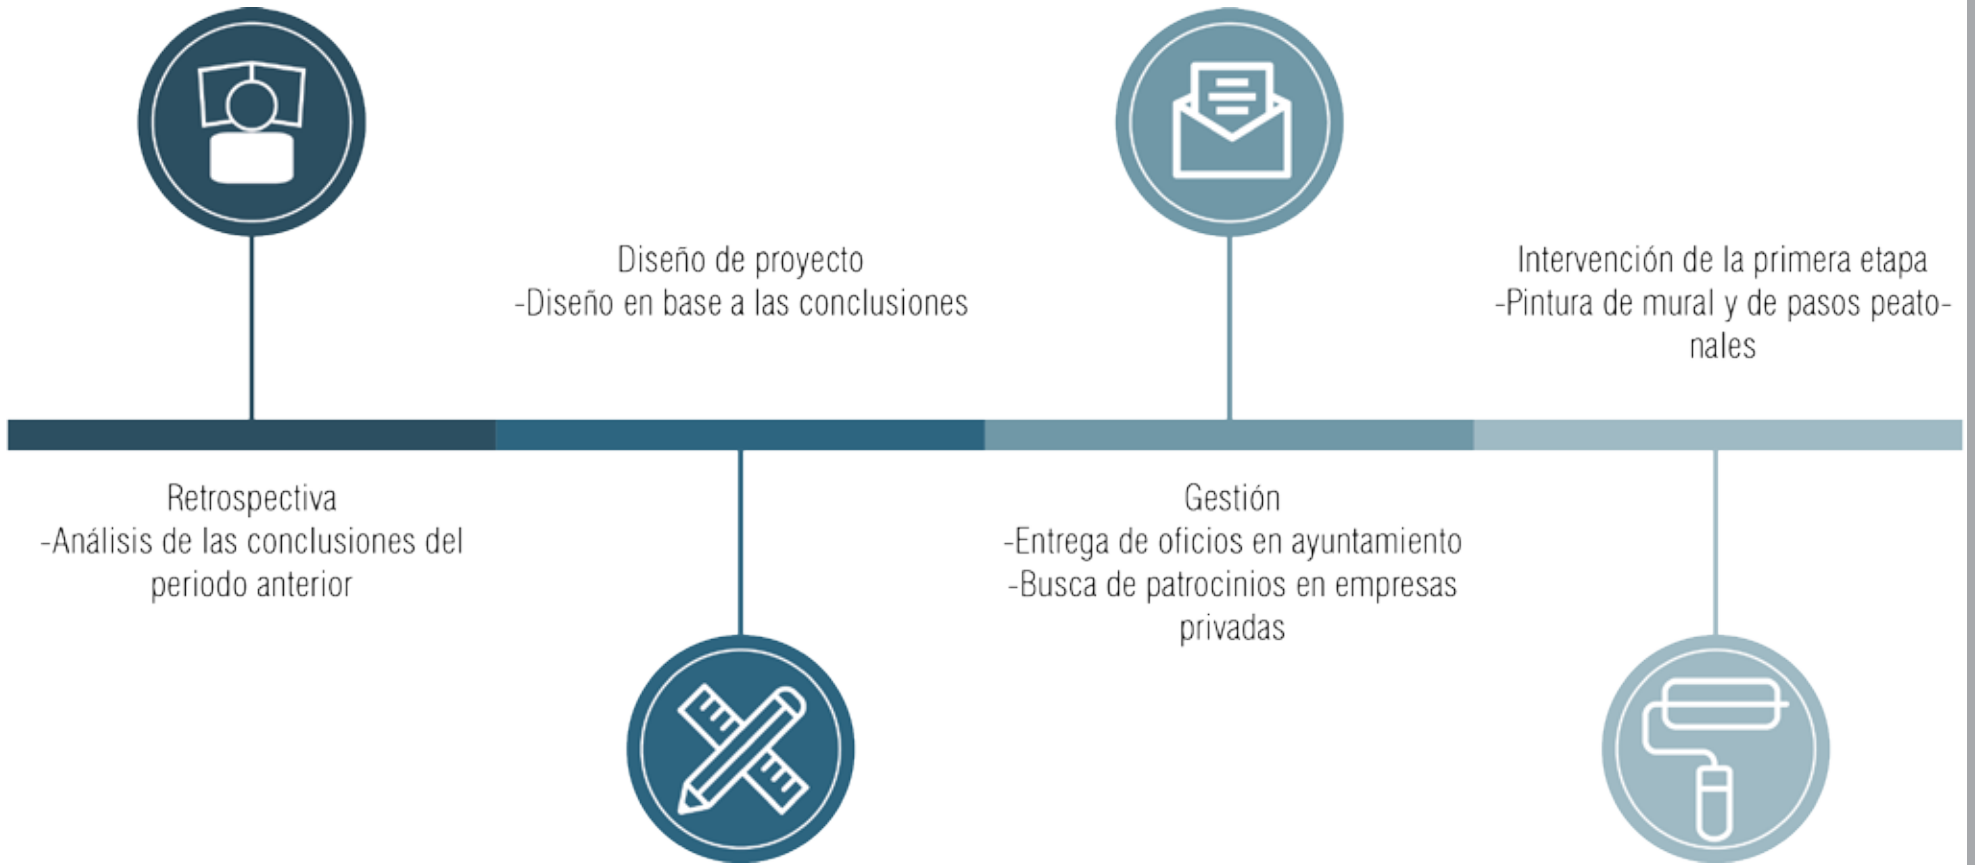 Retrospectiva
-Análisis de las conclusiones del
periodo anterior
Diseño de proyecto
-Diseño en base a las conclusiones
Gestión
-Entrega de oficios en ayuntamiento
-Busca de patrocinios en empresas
privadas
Intervención de la primera etapa
-Pintura de mural y de pasos peato-
nales